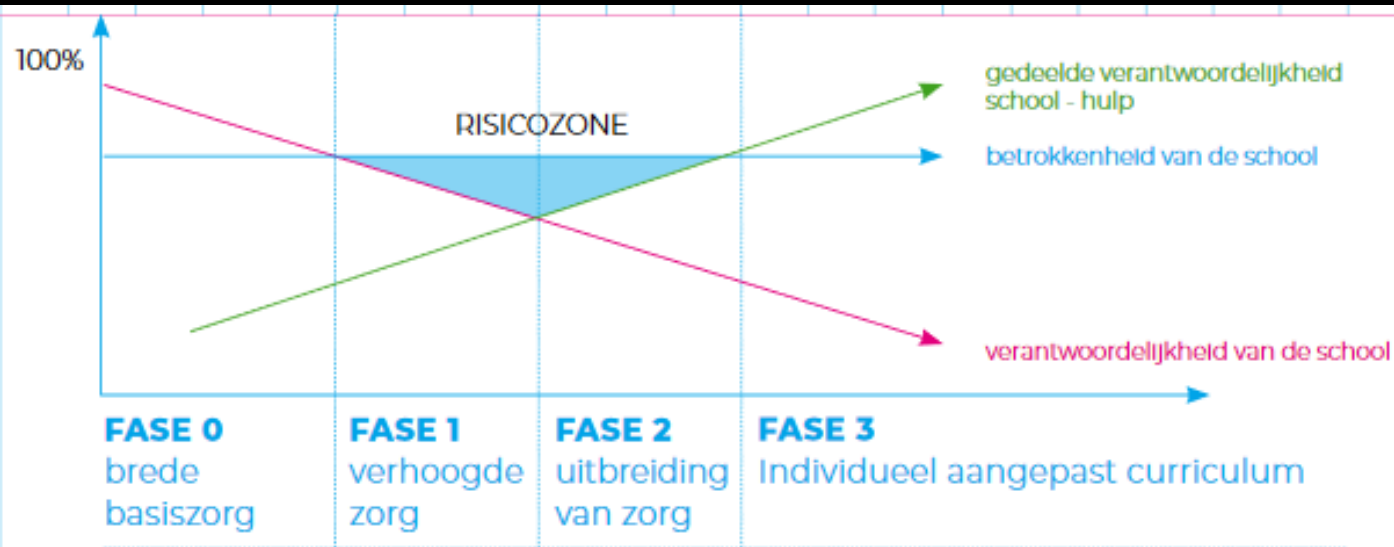 100%
gedeelde verantwoordelijkheid
school - hulp
RISICOZONE
betrokkenheid van de school
verantwoordelijkheid van de school
FASE 0
brede
basiszorg
FASE 1
verhoogde
zorg
FASE 2
uitbreiding
van zorg
FASE 3
Individueel aangepast curriculum